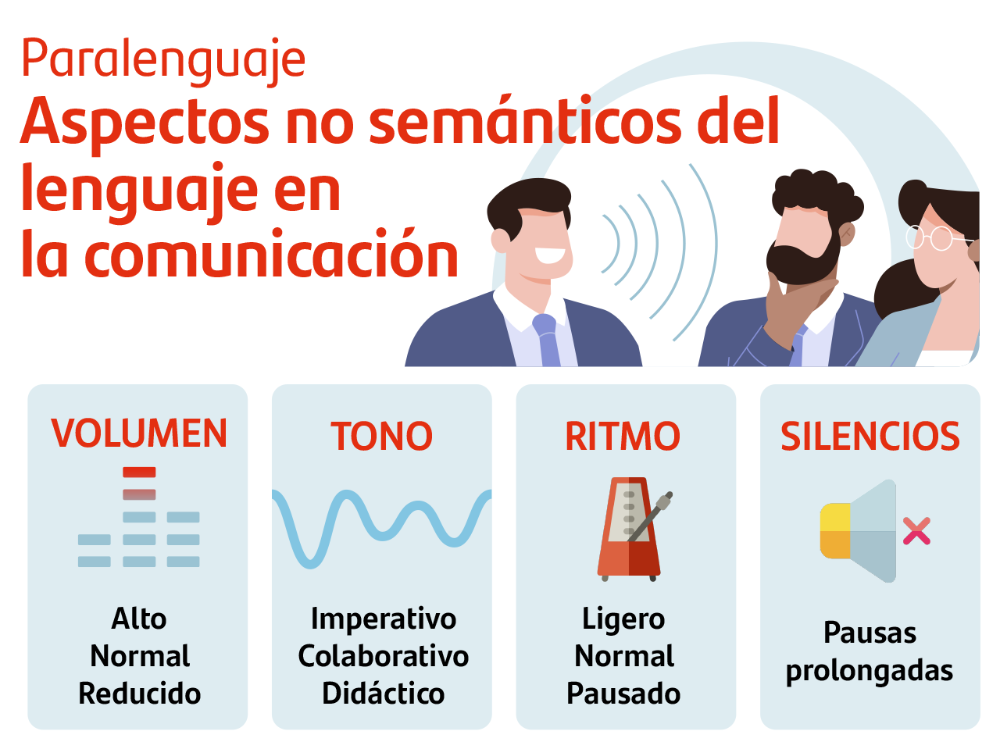 Paralenguaje
Aspectos no semánticos del
lenguaje en
la comunicación
VOLUMEN
Alto
Normal
Reducido
TONO
Imperativo
Colaborativo
Didáctico
RITMO
Ligero
Normal
Pausado
SILENCIOS
Pausas
prolongadas